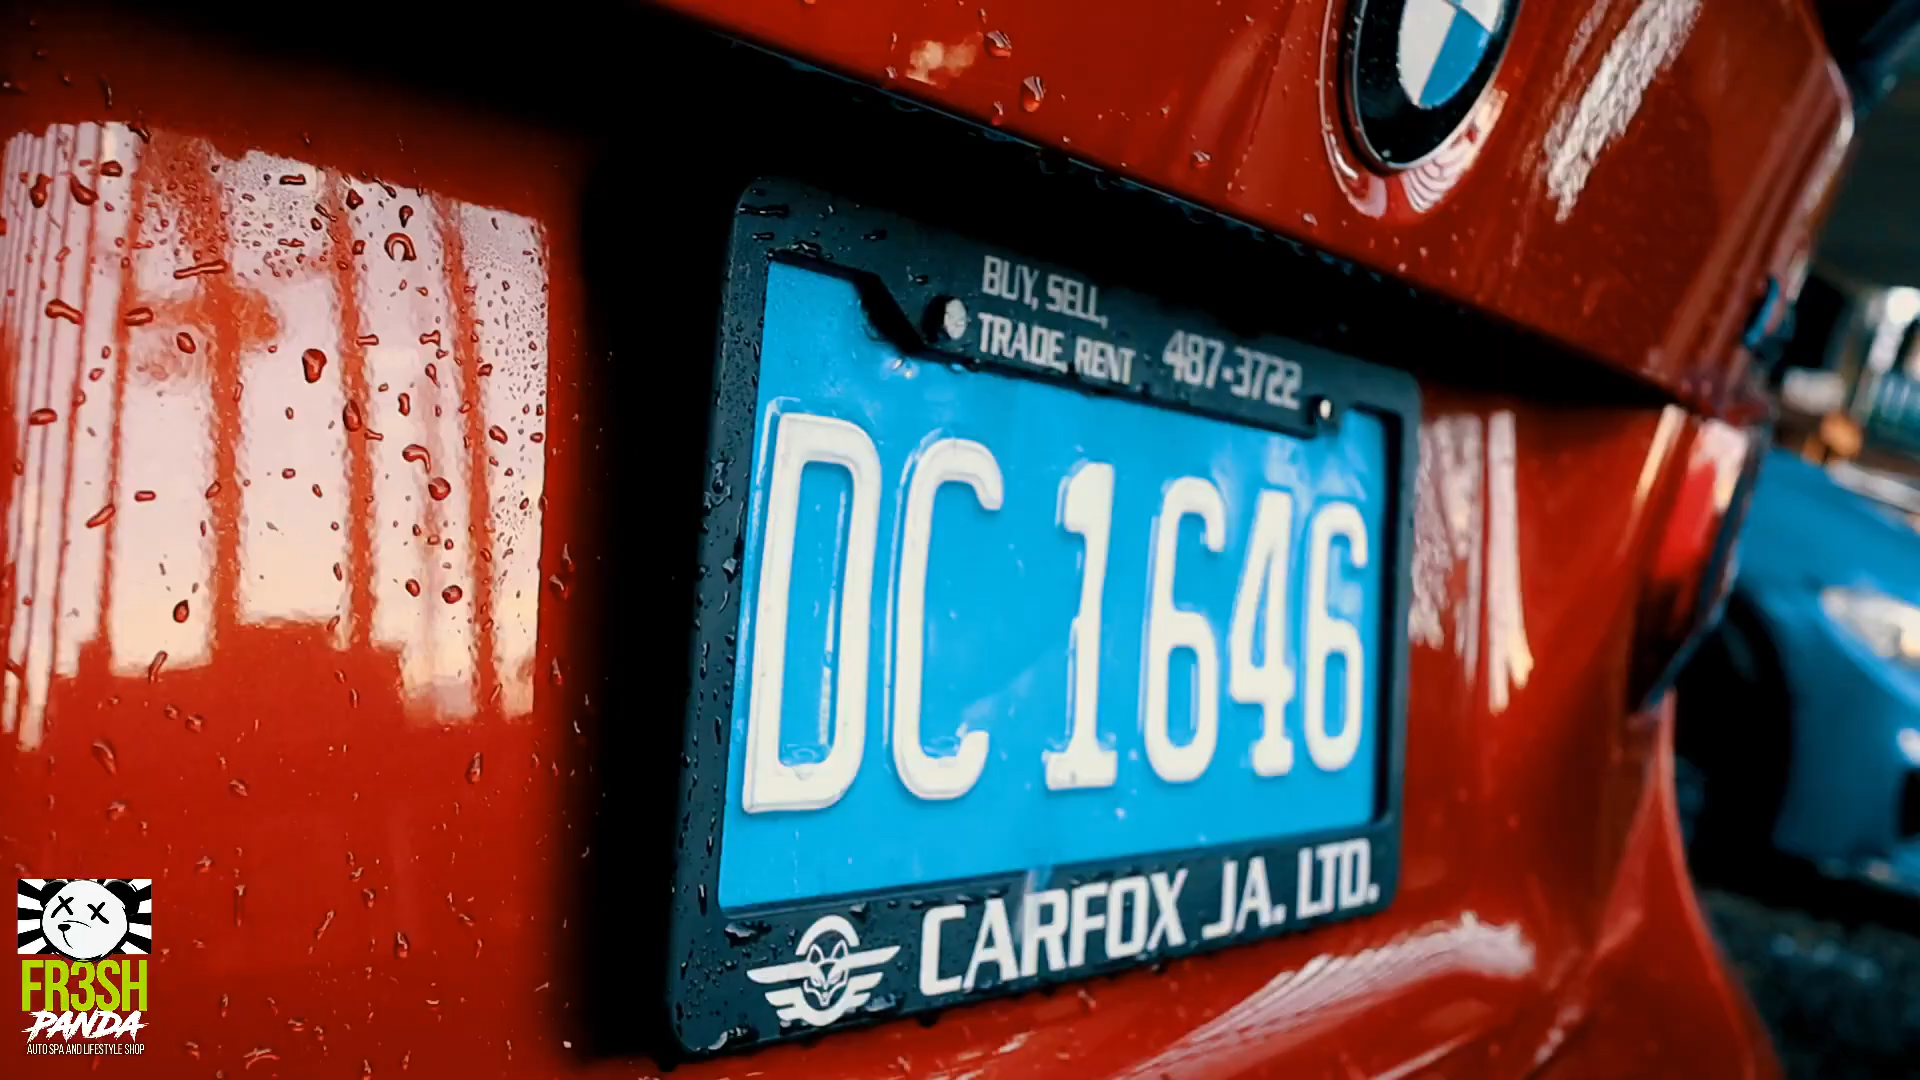 BUY, SELL,
TRADE, RENT 487-3722
DC 1646
CARFOX JA. LTD.
FR3SH
PANDA
AUTO SPA AND LIFESTYLE SHOP